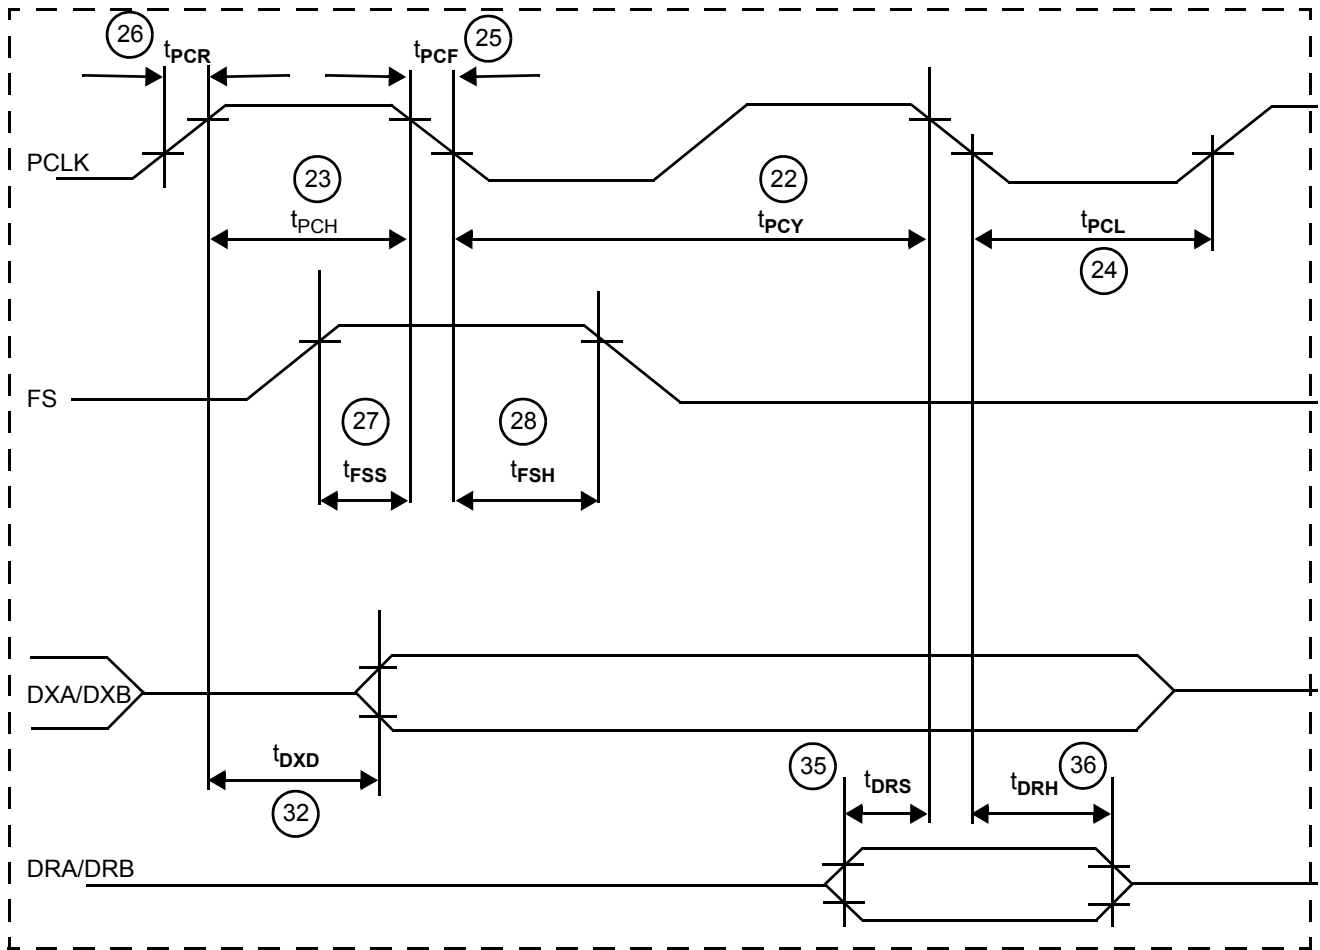 26
tPCR
tPCF
25
PCLK
23
22
tPCH
tPCY
tPCL
24
FS
27
28
tFSS
tFSH
DXA/DXB
tDXD
32
35
tDRS
tDRH
36
DRA/DRB